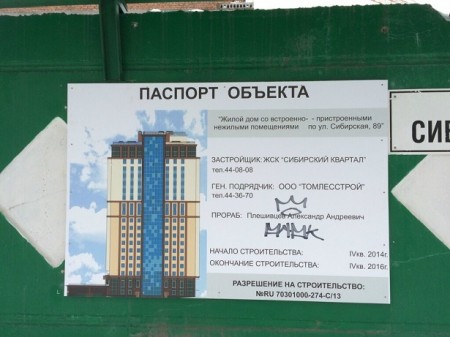 ПАСПОРТ ОБЪЕКТА
"Жилой дом со встроенно- - пристроенными
нежилыми помещениями по ул. Сибирская, 89"
ЗАСТРОЙЩИК: ЖСК "СИБИРСКИЙ КВАРТАЛ"
тел.44-08-08
ГЕН. ПОДРЯДЧИК: ООО "ТОМЛЕССТРОЙ"
тел.44-36-70
ПРОРАБ: Плешивцев Александр Андреевич
НАЧАЛО СТРОИТЕЛЬСТВА: IVкв. 2014г.
ОКОНЧАНИЕ СТРОИТЕЛЬСТВА: IVкв. 2016г.
РАЗРЕШЕНИЕ НА СТРОИТЕЛЬСТВО:
№RU 70301000-274-С/13
СИВ